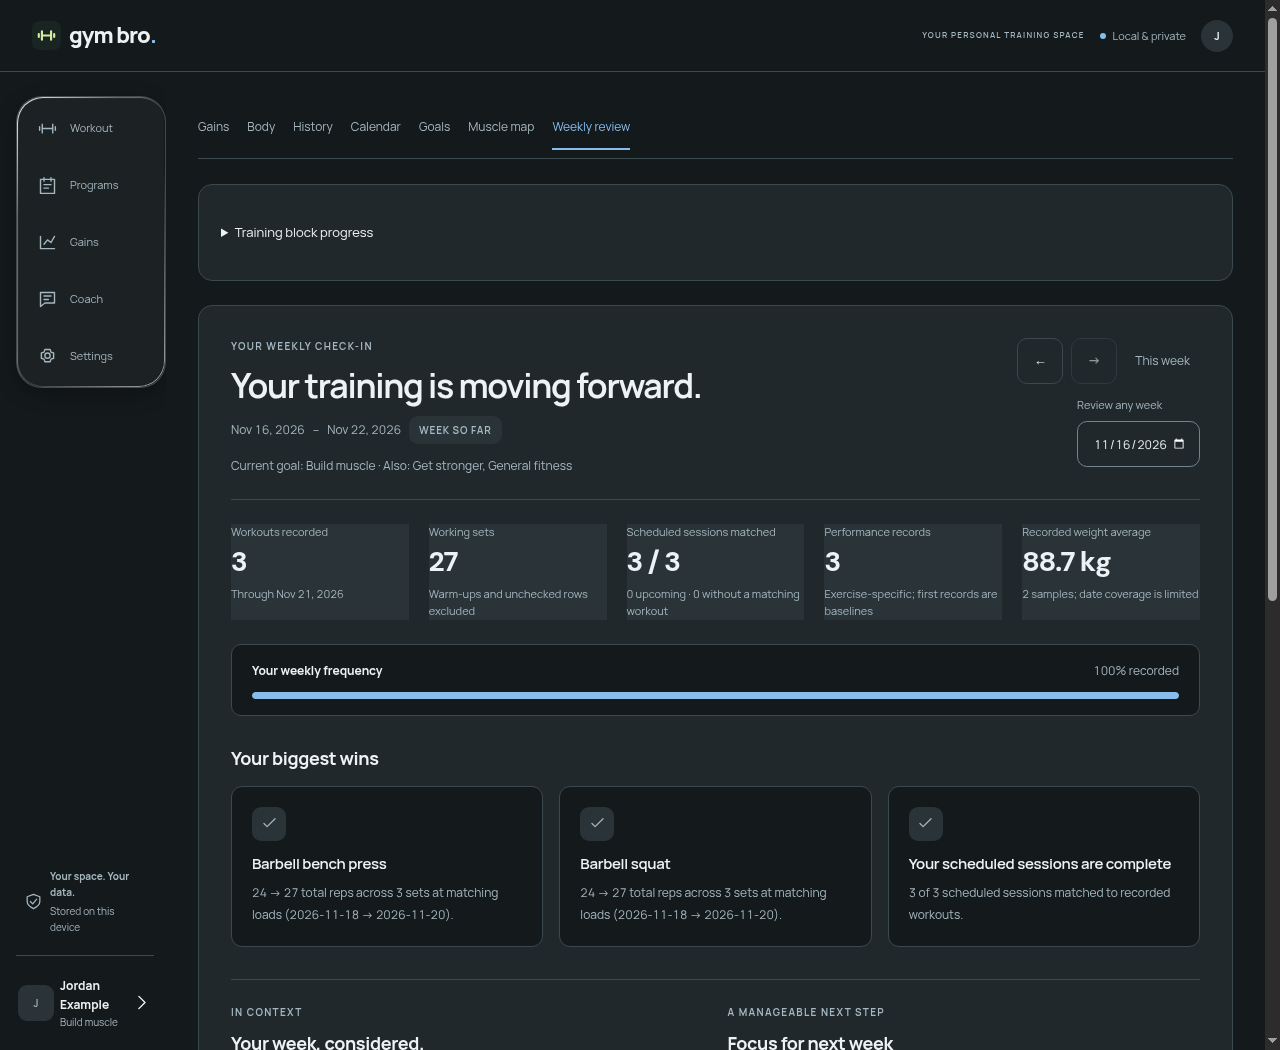 gym bro.
YOUR PERSONAL TRAINING SPACE
Local & private
J
Workout
Programs
Gains
Coach
Settings
Gains Body History Calendar Goals Muscle map Weekly review
Training block progress
YOUR WEEKLY CHECK-IN
Your training is moving forward.
Nov 16, 2026 – Nov 22, 2026 WEEK SO FAR
Current goal: Build muscle · Also: Get stronger, General fitness
← → This week
Review any week
11/16/2026
Workouts recorded
3
Through Nov 21, 2026
Working sets
27
Warm-ups and unchecked rows
excluded
Scheduled sessions matched
3 / 3
0 upcoming · 0 without a matching
workout
Performance records
3
Exercise-specific; first records are
baselines
Recorded weight average
88.7 kg
2 samples; date coverage is limited
Your weekly frequency 100% recorded
Your biggest wins
Barbell bench press
24 → 27 total reps across 3 sets at matching
loads (2026-11-18 → 2026-11-20).
Barbell squat
24 → 27 total reps across 3 sets at matching
loads (2026-11-18 → 2026-11-20).
Your scheduled sessions are complete
3 of 3 scheduled sessions matched to recorded
workouts.
IN CONTEXT
Your week, considered.
A MANAGEABLE NEXT STEP
Focus for next week
Your space. Your
data.
Stored on this
device
J
Jordan
Example
Build muscle